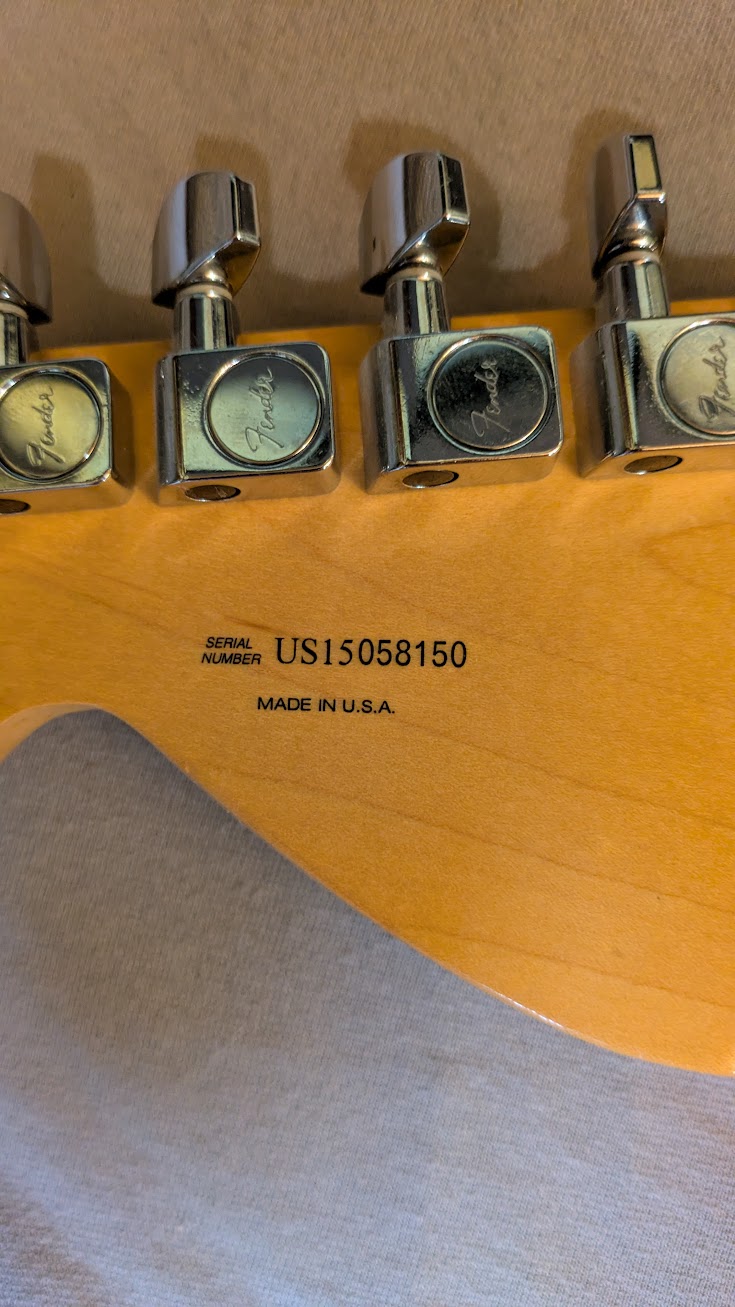 Fender
Fender
Fender
Fender
SERIAL
NUMBER US15058150
MADE IN U.S.A.